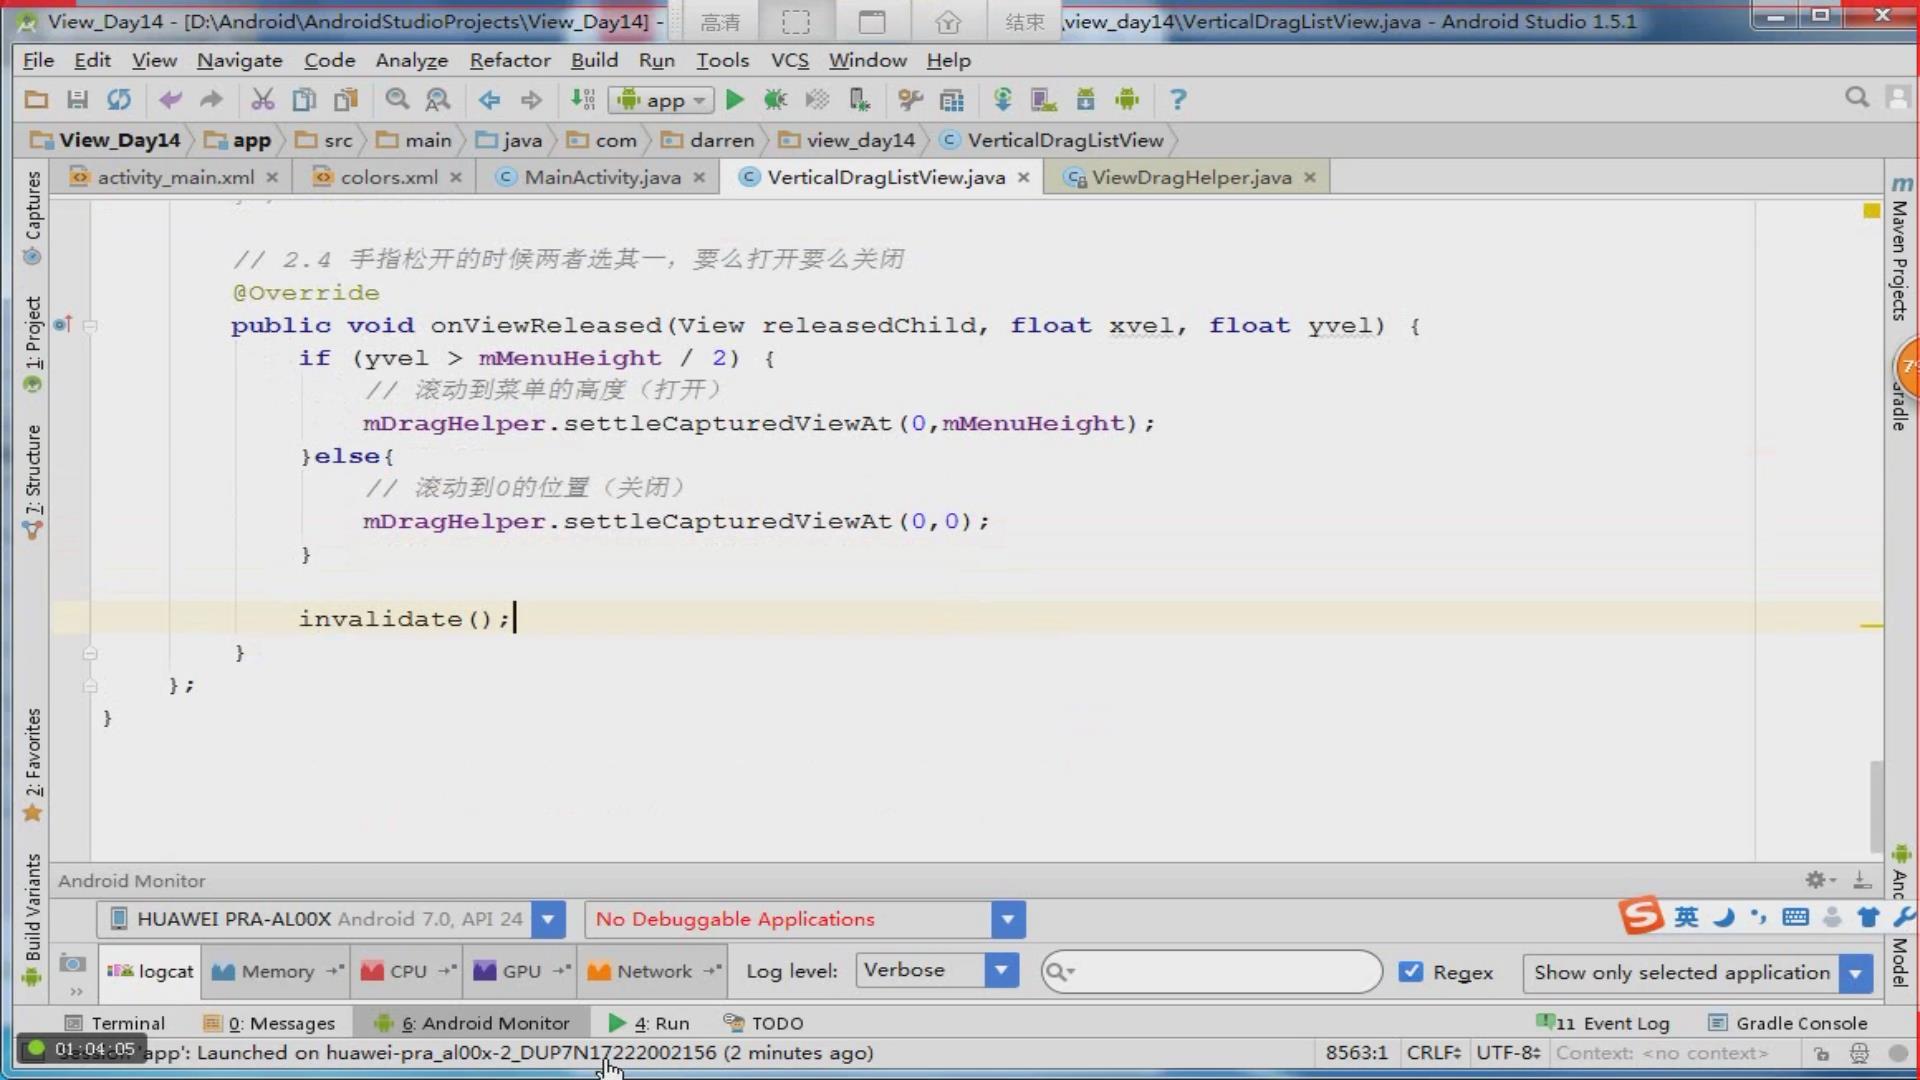 View_Day14 - [D:\Android\AndroidStudioProjects\View_Day14] -
高清
结束
view_day14\VerticalDragListView.java - Android Studio 1.5.1
File Edit View Navigate Code Analyze Refactor Build Run Tools VCS Window Help
app
View_Day14 app src main java com darren view_day14 VerticalDragListView
activity_main.xml colors.xml MainActivity.java VerticalDragListView.java ViewDragHelper.java
Captures
1: Project
7: Structure
2: Favorites
Build Variants
Maven Projects
Model
// 2.4 手指松开的时候两者选其一，要么打开要么关闭
@Override
public void onViewReleased(View releasedChild, float xvel, float yvel) {
if (yvel > mMenuHeight / 2) {
// 滚动到菜单的高度（打开）
mDragHelper.settleCapturedViewAt(0,mMenuHeight);
}else{
// 滚动到0的位置（关闭）
mDragHelper.settleCapturedViewAt(0,0);
}
invalidate();
}
};
}
Android Monitor
HUAWEI PRA-AL00X Android 7.0, API 24
No Debuggable Applications
英
logcat Memory CPU GPU Network Log level: Verbose Regex Show only selected application
Terminal 0: Messages 6: Android Monitor 4: Run TODO 11 Event Log Gradle Console
01:04:05
'app': Launched on huawei-pra_al00x-2_DUP7N17222002156 (2 minutes ago)
8563:1 CRLF UTF-8 Context: <no context>